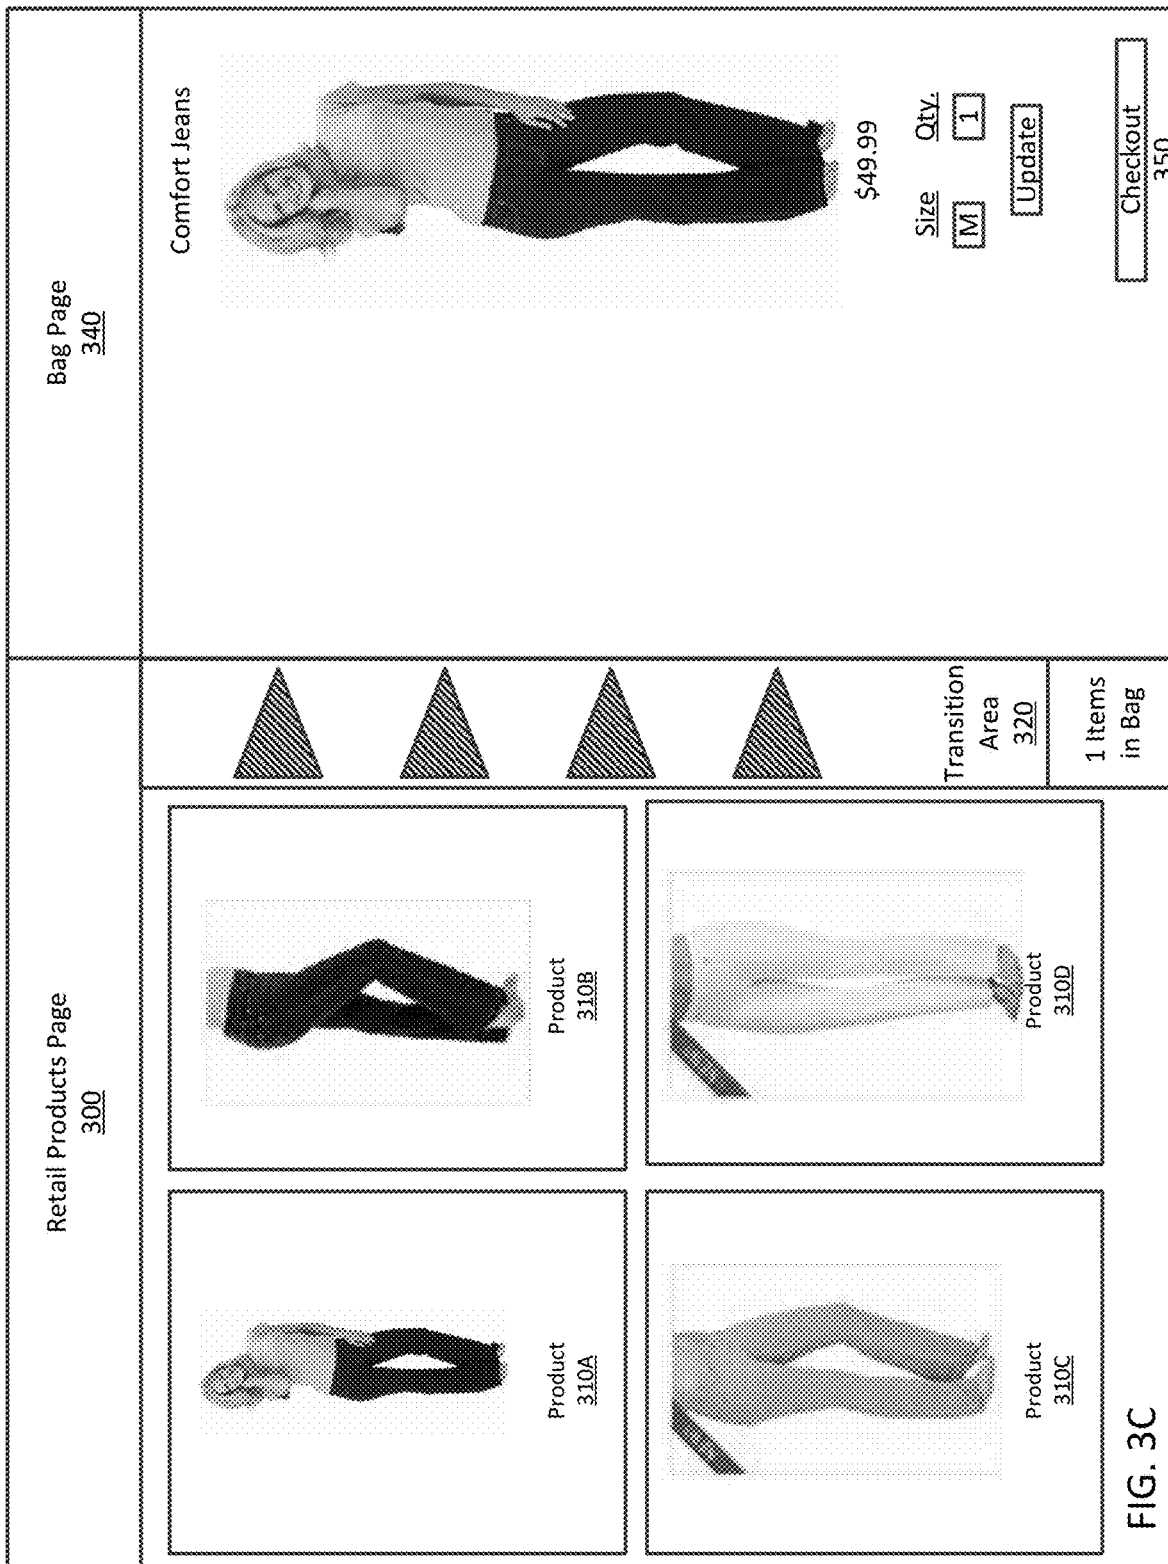 Retail Products Page
300
Bag Page
340
Product
310A
Product
310B
Product
310C
Product
310D
Transition
Area
320
1 Items
in Bag
Comfort Jeans
$49.99
Size
Qty.
M
1
Update
Checkout
350
FIG. 3C